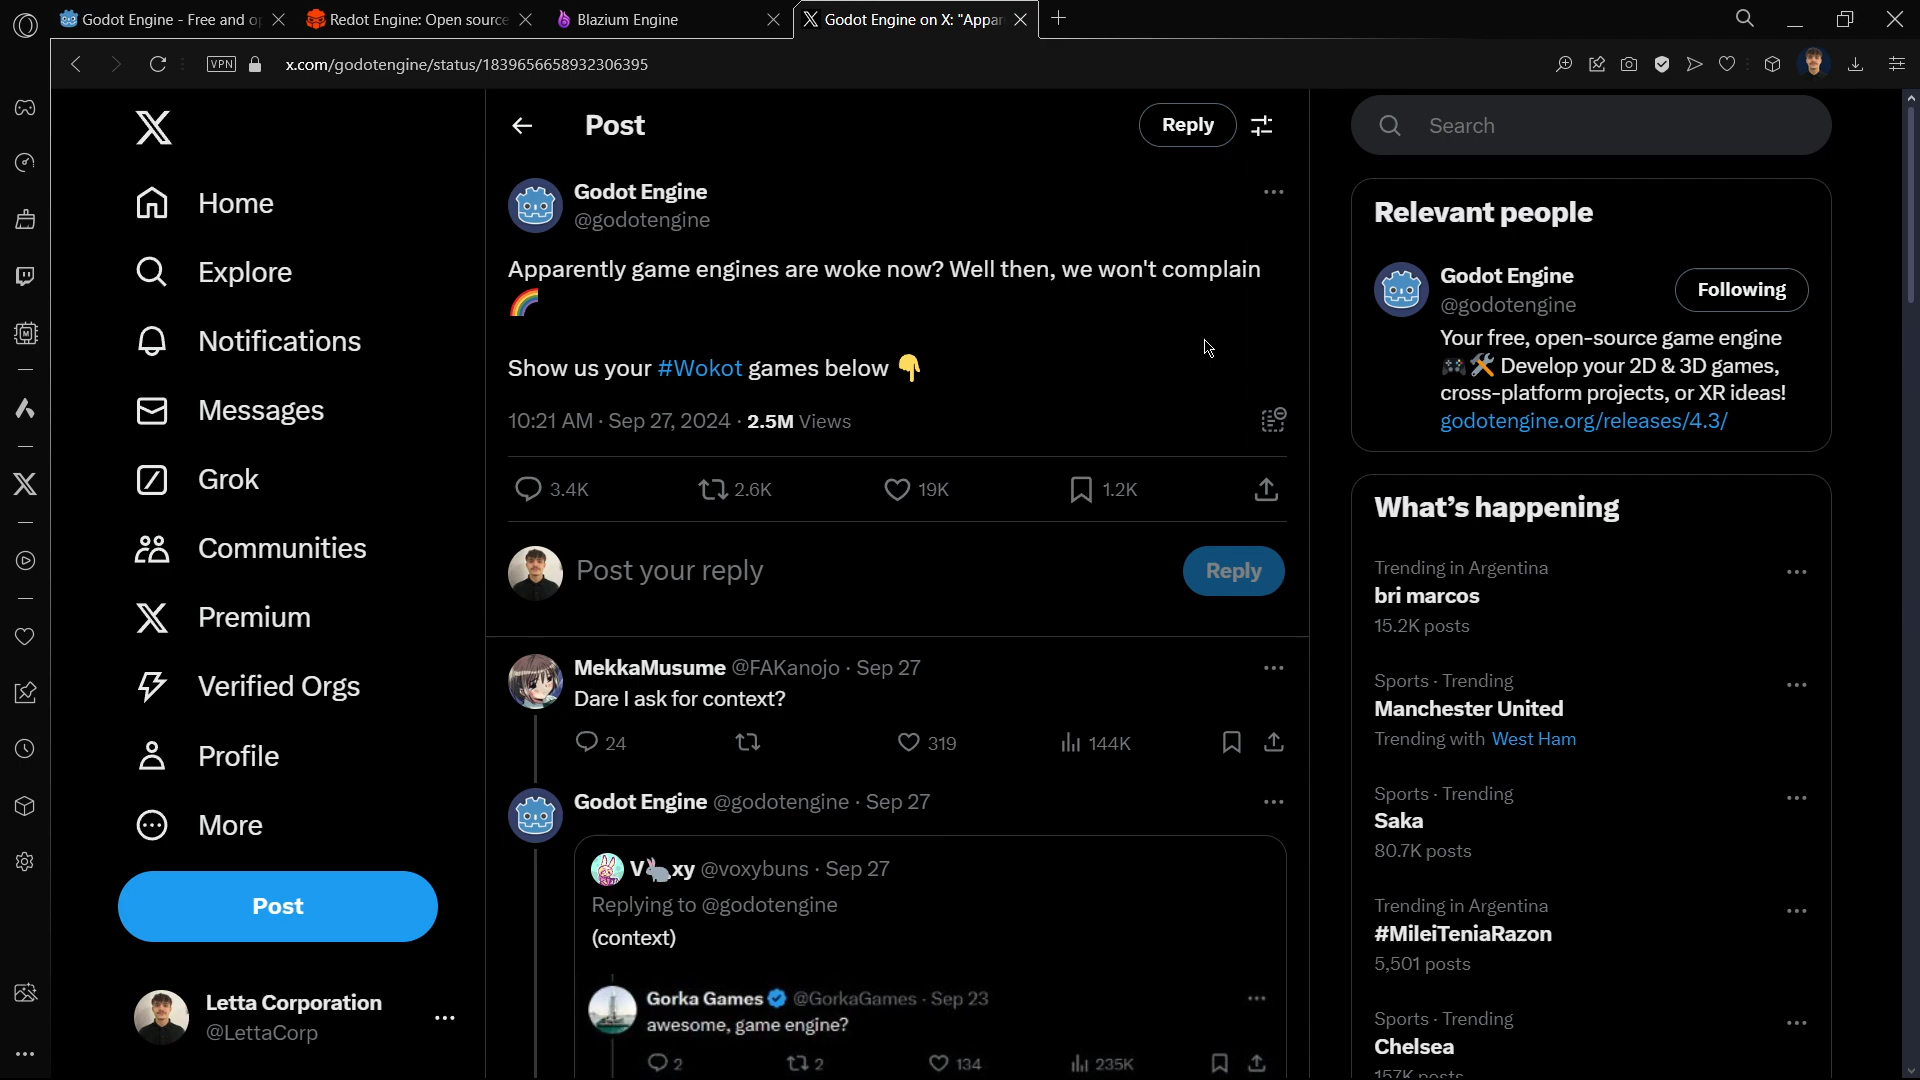 Godot Engine - Free and o
Redot Engine: Open source
Blazium Engine
Godot Engine on X: "Appar
VPN
x.com/godotengine/status/1839656658932306395
Home
Explore
Notifications
Messages
Grok
Communities
Premium
Verified Orgs
Profile
More
Post
Letta Corporation
@LettaCorp
Post
Reply
Godot Engine
@godotengine
Apparently game engines are woke now? Well then, we won't complain
🌈
Show us your #Wokot games below 👇
10:21 AM · Sep 27, 2024 · 2.5M Views
3.4K 2.6K 19K 1.2K
Post your reply
Reply
MekkaMusume @FAKanojo · Sep 27
Dare I ask for context?
24 319 144K
Godot Engine @godotengine · Sep 27
V🐇xy @voxybuns · Sep 27
Replying to @godotengine
(context)
Gorka Games @GorkaGames · Sep 23
awesome, game engine?
2 2 134 235K
Search
Relevant people
Godot Engine
@godotengine
Following
Your free, open-source game engine
🎮🛠️ Develop your 2D & 3D games,
cross-platform projects, or XR ideas!
godotengine.org/releases/4.3/
What's happening
Trending in Argentina
bri marcos
15.2K posts
Sports · Trending
Manchester United
Trending with West Ham
Sports · Trending
Saka
80.7K posts
Trending in Argentina
#MileiTeniaRazon
5,501 posts
Sports · Trending
Chelsea
157K posts